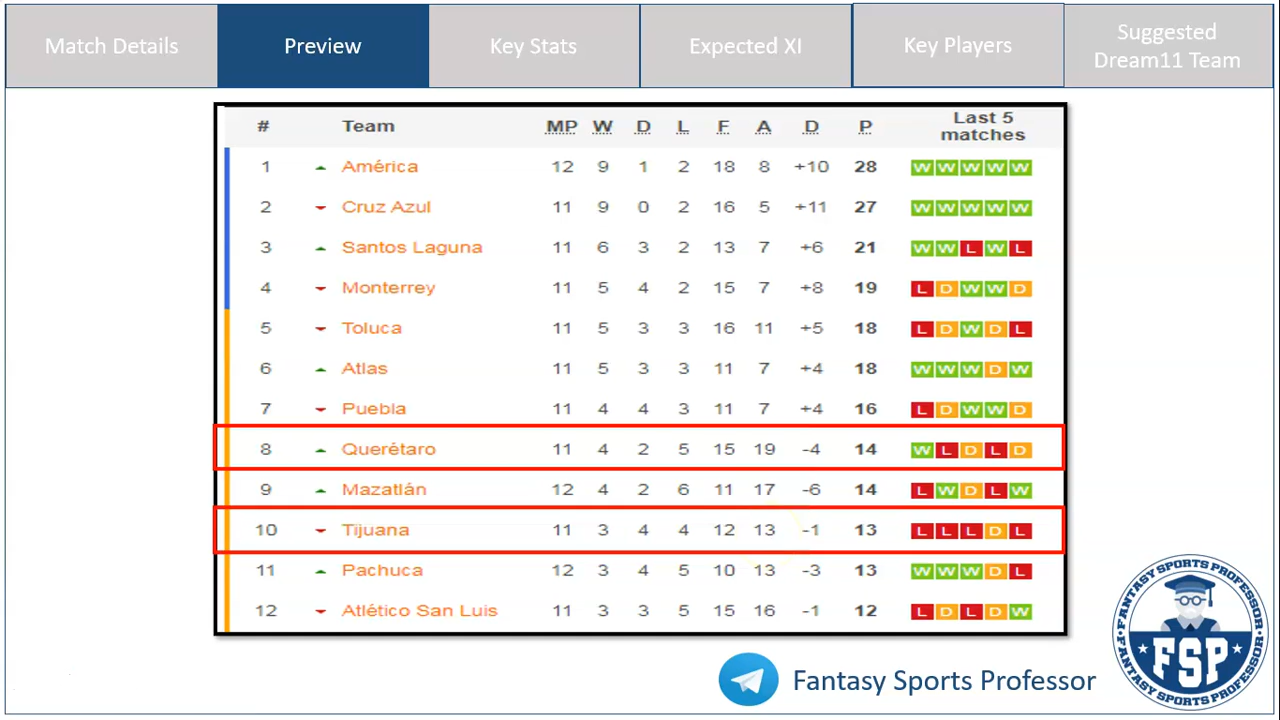 Match Details
Preview
Key Stats
Expected XI
Key Players
Suggested
Dream11 Team
# Team MP W D L F A D P Last 5
matches
1 América 12 9 1 2 18 8 +10 28 W W W W W
2 Cruz Azul 11 9 0 2 16 5 +11 27 W W W W W
3 Santos Laguna 11 6 3 2 13 7 +6 21 W W L W L
4 Monterrey 11 5 4 2 15 7 +8 19 L D W W D
5 Toluca 11 5 3 3 16 11 +5 18 L D W D L
6 Atlas 11 5 3 3 11 7 +4 18 W W W D W
7 Puebla 11 4 4 3 11 7 +4 16 L D W W D
8 Querétaro 11 4 2 5 15 19 -4 14 W L D L D
9 Mazatlán 12 4 2 6 11 17 -6 14 L W D L W
10 Tijuana 11 3 4 4 12 13 -1 13 L L L D L
11 Pachuca 12 3 4 5 10 13 -3 13 W W W D L
12 Atlético San Luis 11 3 3 5 15 16 -1 12 L D L D W
FANTASY SPORTS PROFESSOR
FSP
FANTASY SPORTS PROFESSOR
Fantasy Sports Professor